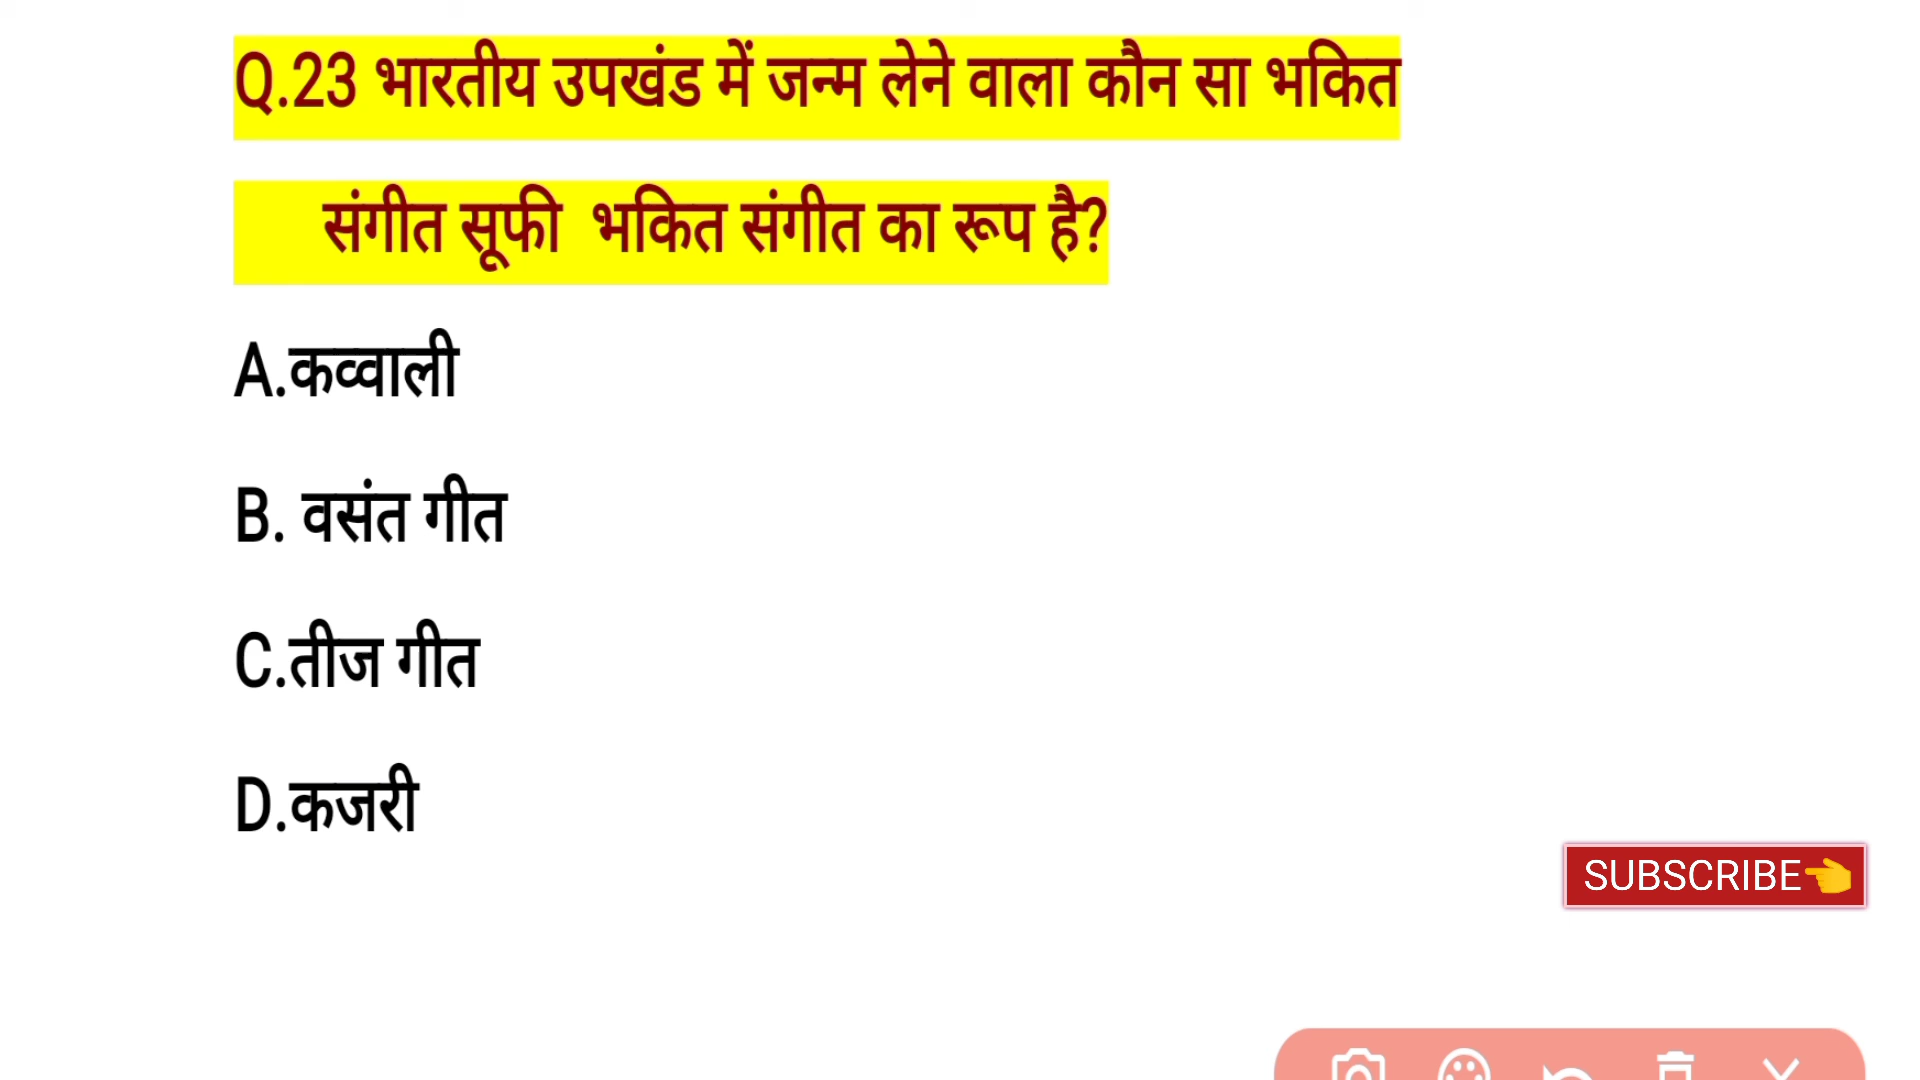 Q.23 भारतीय उपखंड में जन्म लेने वाला कौन सा भकित
संगीत सूफी भकित संगीत का रूप है?
A.कव्वाली
B. वसंत गीत
C.तीज गीत
D.कजरी
SUBSCRIBE👈